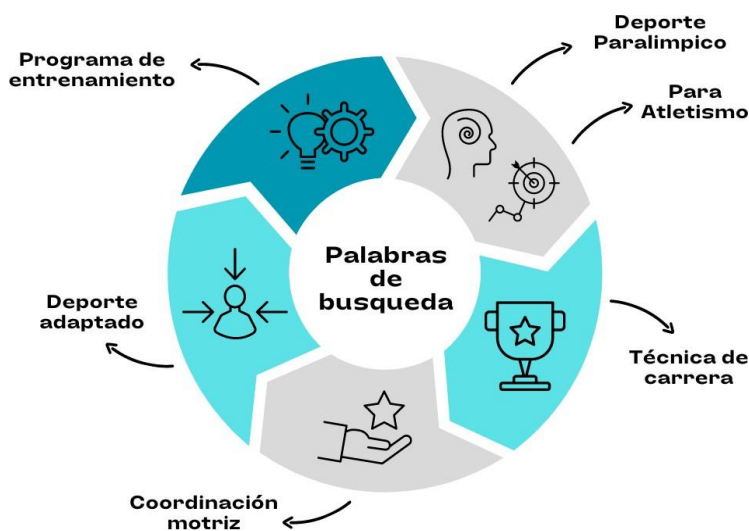 Deporte
Paralimpico
Programa de
entrenamiento
Para
Atletismo
Palabras
de
busqueda
Deporte
adaptado
Técnica de
carrera
Coordinación
motriz